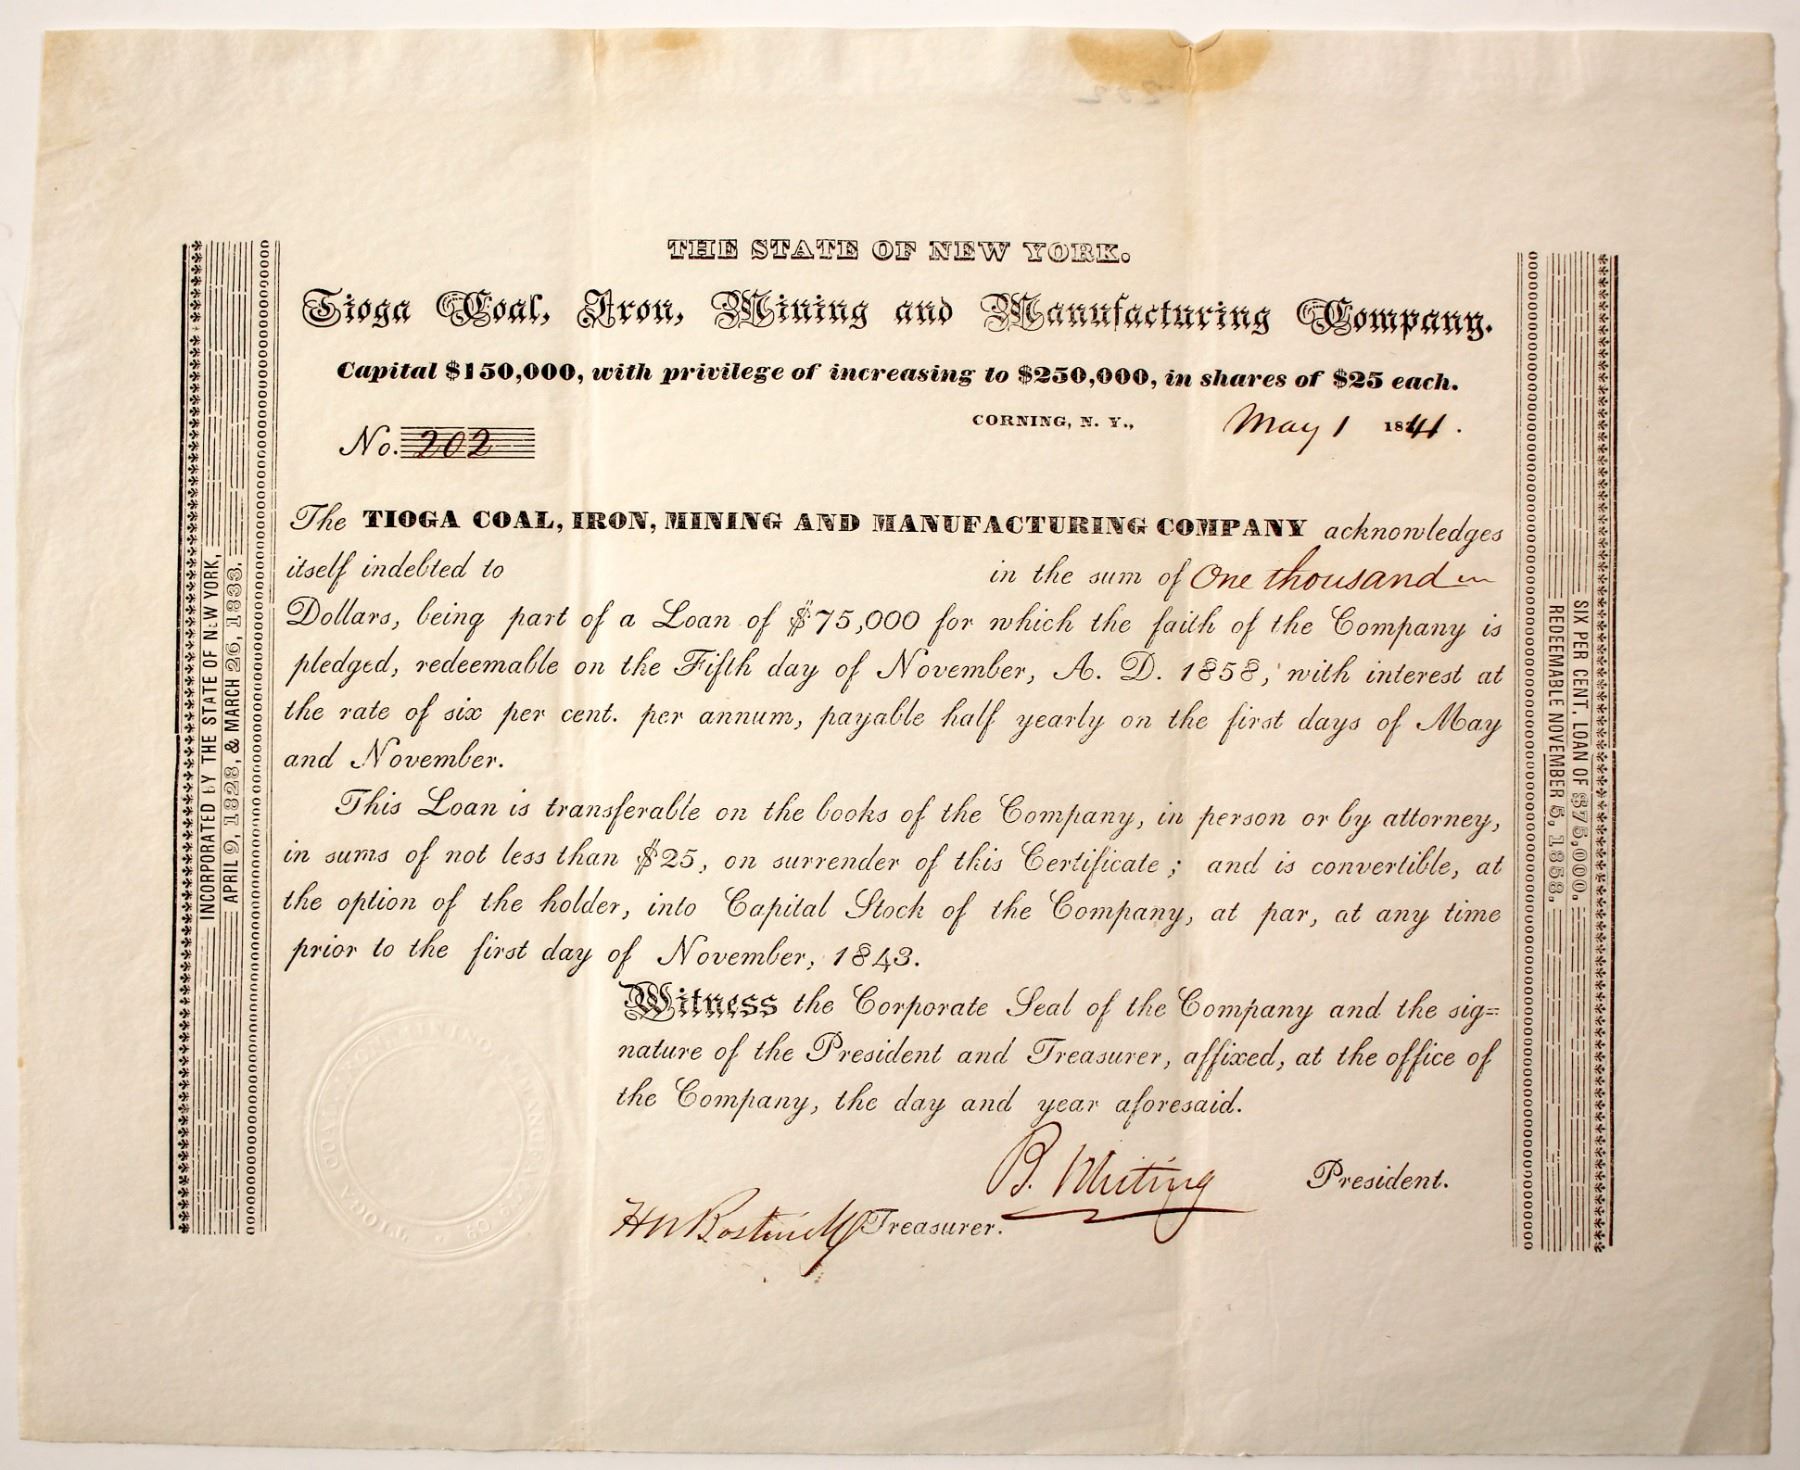 THE STATE OF NEW YORK.
Tioga Coal, Iron, Mining and Manufacturing Company.
Capital $150,000, with privilege of increasing to $250,000, in shares of $25 each.
CORNING, N. Y., May 1 1841.
No. 202
The TIOGA COAL, IRON, MINING AND MANUFACTURING COMPANY acknowledges
itself indebted to in the sum of One thousand
Dollars, being part of a Loan of $75,000 for which the faith of the Company is
pledged, redeemable on the Fifth day of November, A. D. 1858, with interest at
the rate of six per cent. per annum, payable half yearly on the first days of May
and November.
This Loan is transferable on the books of the Company, in person or by attorney,
in sums of not less than $25, on surrender of this Certificate; and is convertible, at
the option of the holder, into Capital Stock of the Company, at par, at any time
prior to the first day of November, 1843.
Witness the Corporate Seal of the Company and the sig=
nature of the President and Treasurer, affixed, at the office of
the Company, the day and year aforesaid.
B. Whiting President.
Treasurer.
INCORPORATED BY THE STATE OF NEW YORK,
APRIL 9, 1828, & MARCH 26, 1833.
SIX PER CENT. LOAN OF $75,000.
REDEEMABLE NOVEMBER 5, 1858.
TIOGA COAL